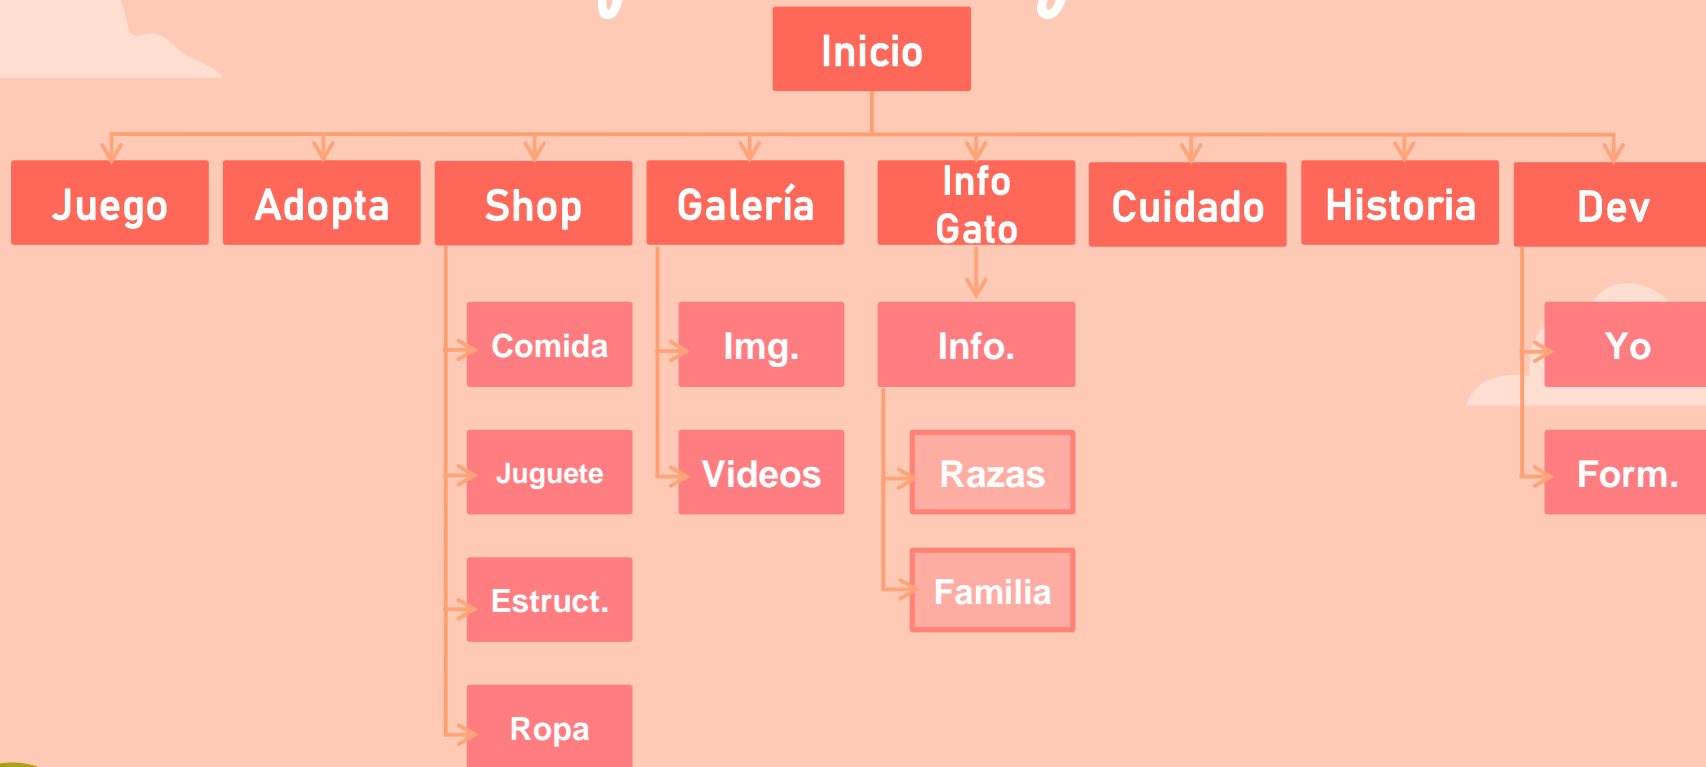 Inicio
Juego
Adopta
Shop
Galería
Info
Gato
Cuidado
Historia
Dev
Comida
Img.
Info.
Yo
Juguete
Videos
Razas
Form.
Estruct.
Familia
Ropa